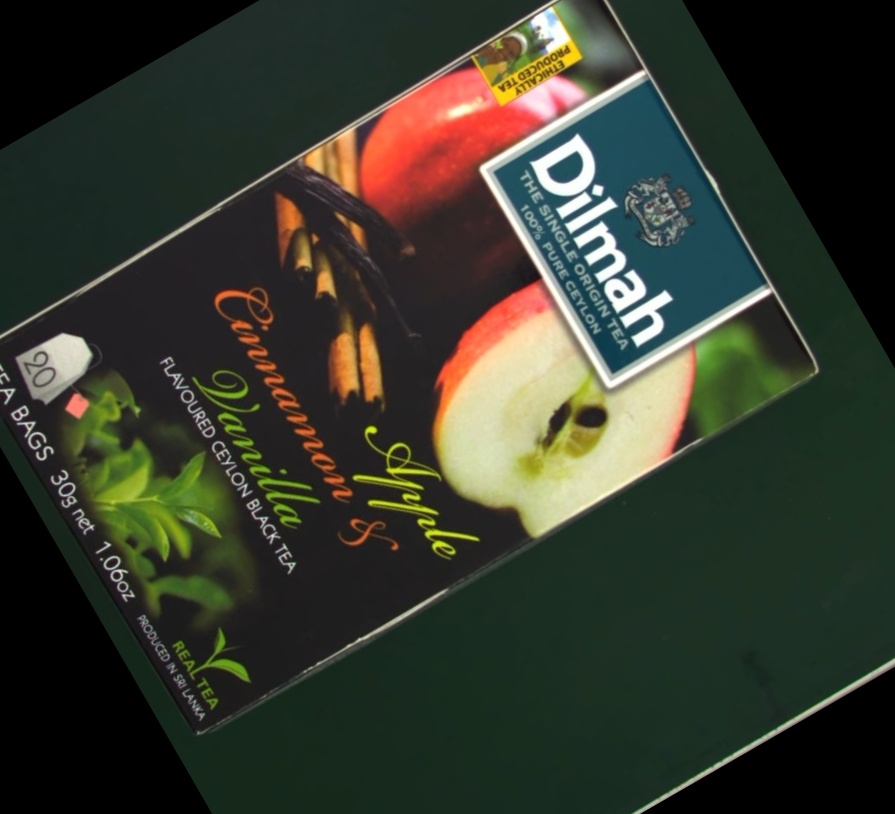 ETHICALLY
PRODUCED TEA
Dilmah
THE SINGLE ORIGIN TEA
100% PURE CEYLON
Apple
Cinnamon &
Vanilla
FLAVOURED CEYLON BLACK TEA
20
TEA BAGS 30g net 1.06oz
REAL TEA
PRODUCED IN SRI LANKA